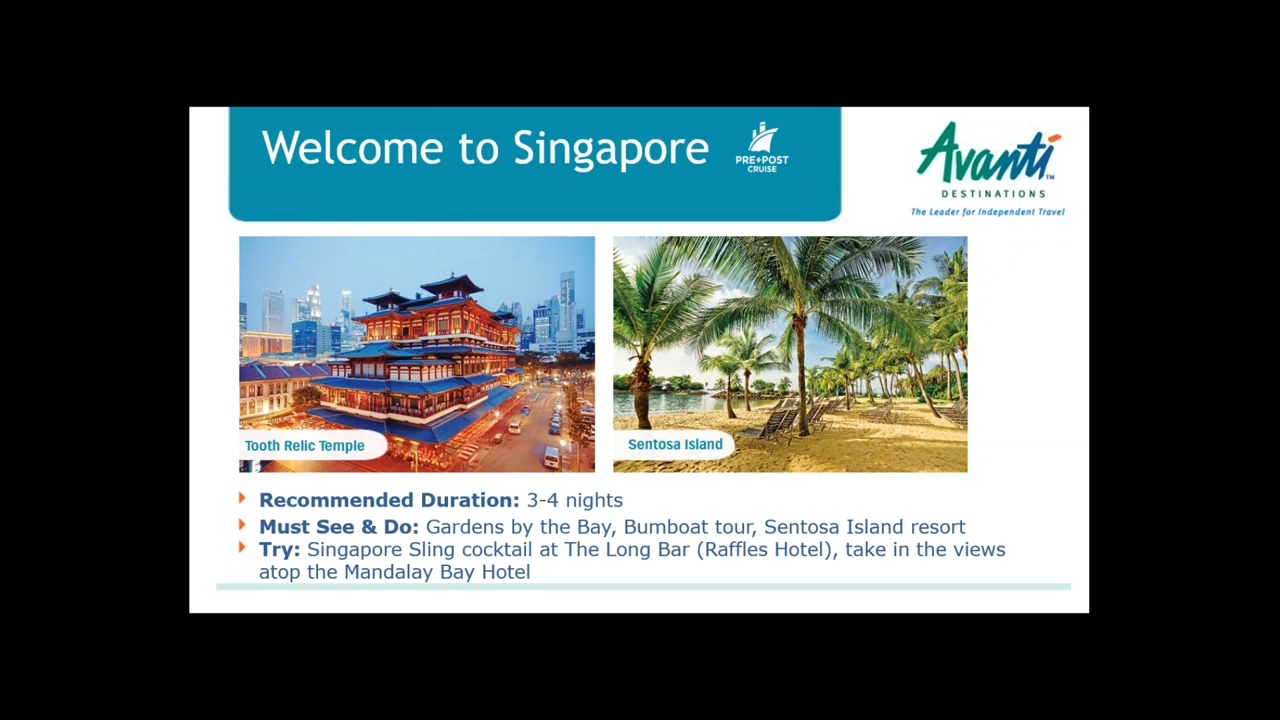 Welcome to Singapore
PRE+POST
CRUISE
Avanti™
DESTINATIONS
The Leader for Independent Travel
Tooth Relic Temple
Sentosa Island
Recommended Duration: 3-4 nights
Must See & Do: Gardens by the Bay, Bumboat tour, Sentosa Island resort
Try: Singapore Sling cocktail at The Long Bar (Raffles Hotel), take in the views
atop the Mandalay Bay Hotel